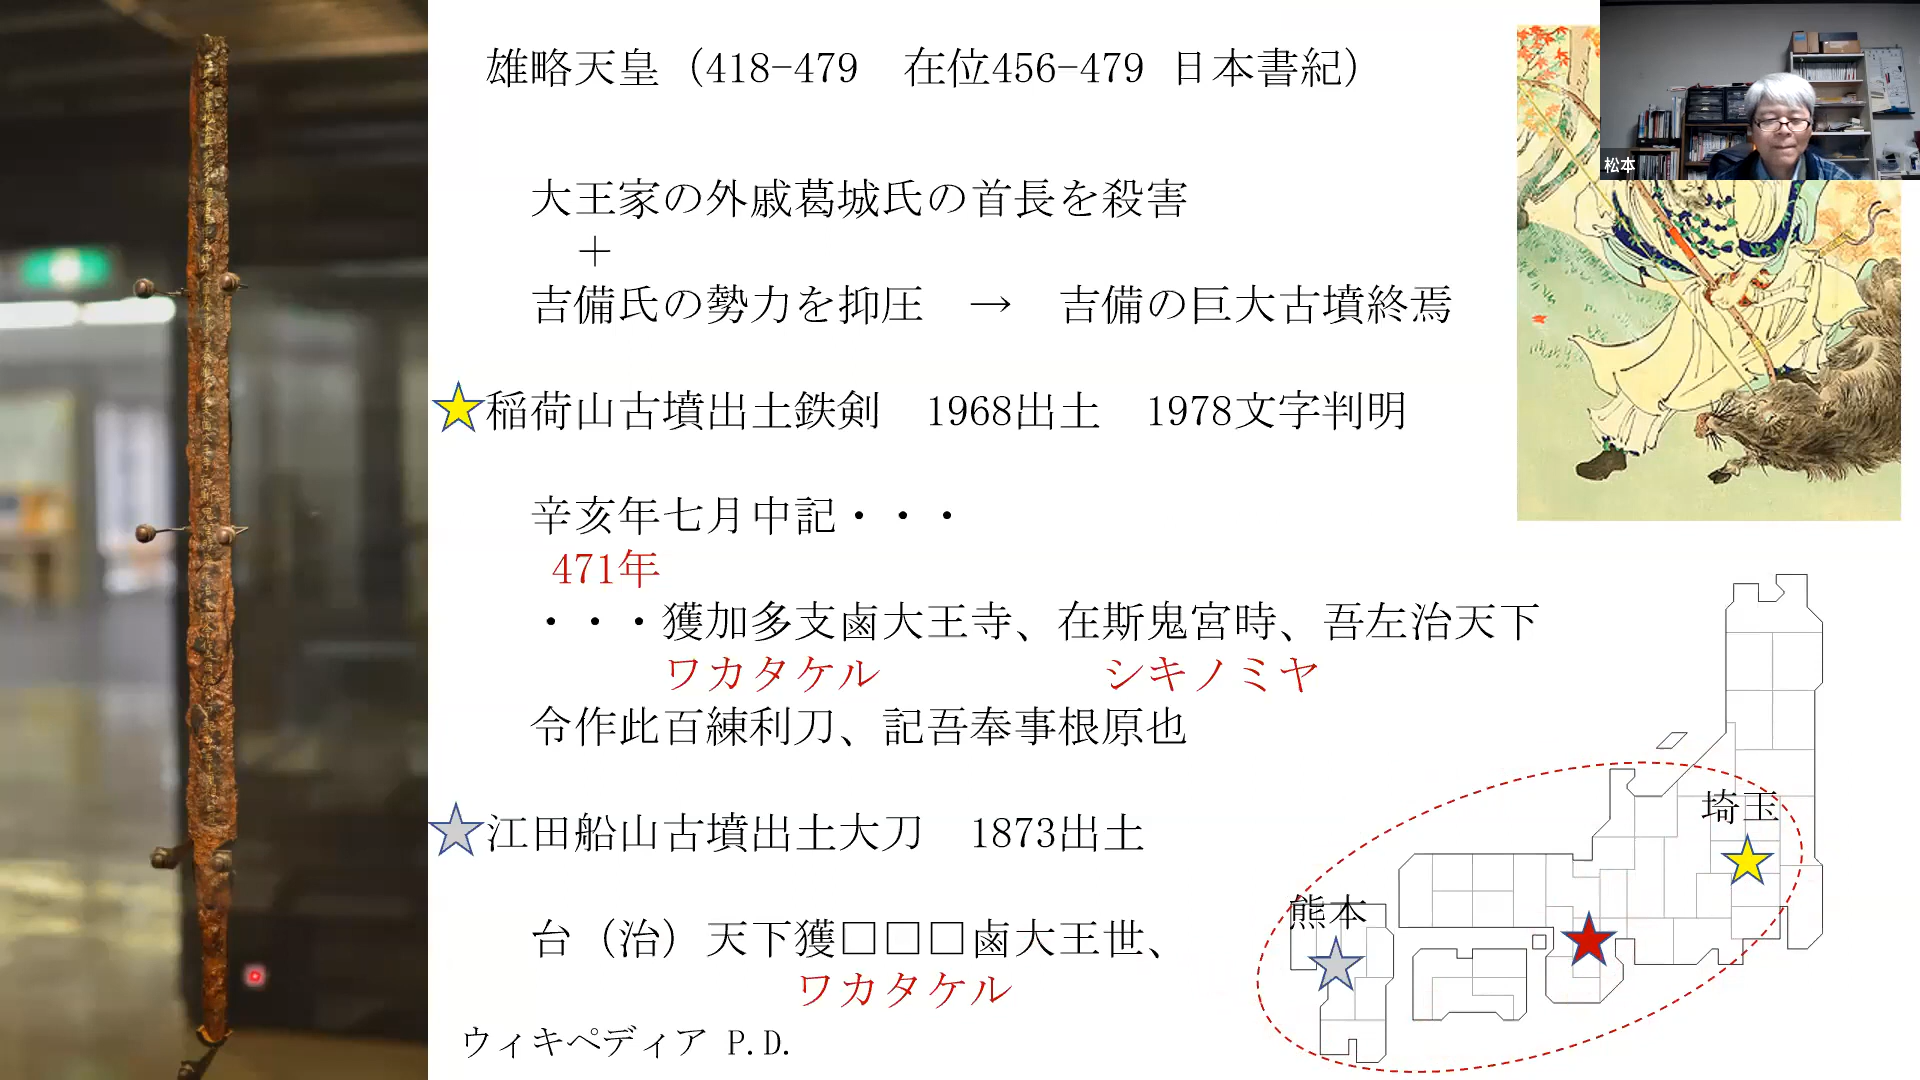 雄略天皇（418-479　在位456-479 日本書紀）
松本
大王家の外戚葛城氏の首長を殺害
＋
吉備氏の勢力を抑圧　→　吉備の巨大古墳終焉
稲荷山古墳出土鉄剣　1968出土　1978文字判明
辛亥年七月中記・・・
471年
・・・獲加多支鹵大王寺、在斯鬼宮時、吾左治天下
ワカタケル　シキノミヤ
令作此百練利刀、記吾奉事根原也
江田船山古墳出土大刀　1873出土
台（治）天下獲□□□鹵大王世、
ワカタケル
ウィキペディア P.D.
埼玉
熊本